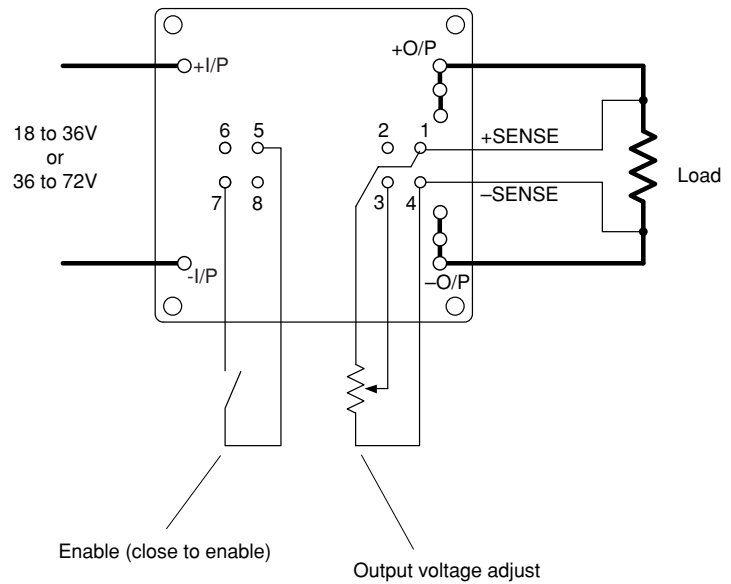 +O/P
+I/P
18 to 36V
or
36 to 72V
6 5
2 1
+SENSE
Load
7 8
3 4
–SENSE
-I/P
–O/P
Enable (close to enable)
Output voltage adjust